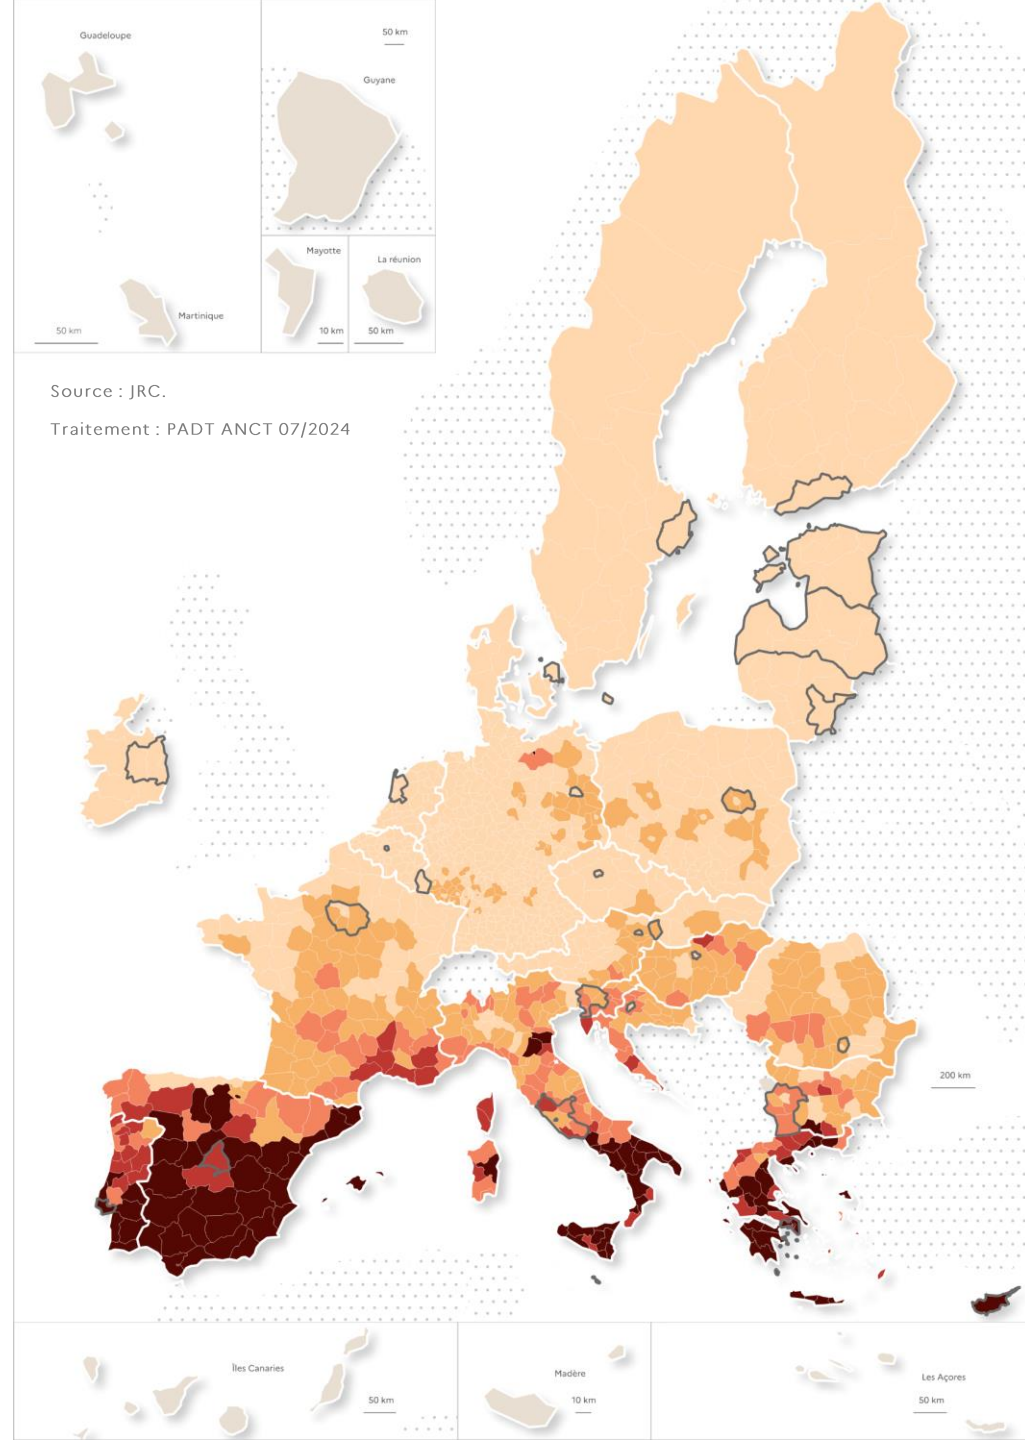 Guadeloupe
50 km
Guyane
Mayotte
La réunion
Martinique
50 km
10 km
50 km
Source : JRC.
Traitement : PADT ANCT 07/2024
200 km
Îles Canaries
50 km
Madère
10 km
Les Açores
50 km